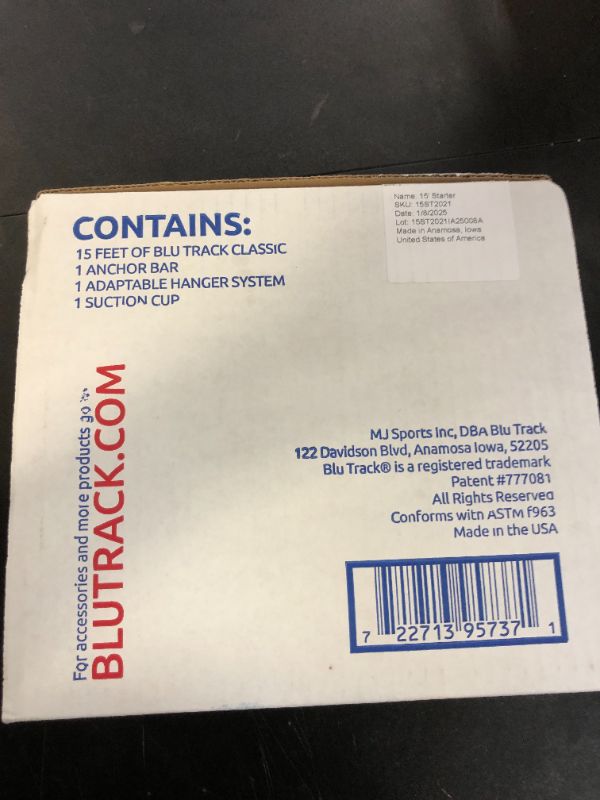 CONTAINS:
15 FEET OF BLU TRACK CLASSIC
1 ANCHOR BAR
1 ADAPTABLE HANGER SYSTEM
1 SUCTION CUP
Name: 15' Starter
SKU: 15ST2021
Date: 1/8/2025
Lot: 15ST2021IA25008A
Made in Anamosa, Iowa
United States of America
For accessories and more products go to:
BLUTRACK.COM
MJ Sports Inc, DBA Blu Track
122 Davidson Blvd, Anamosa Iowa, 52205
Blu Track® is a registered trademark
Patent #777081
All Rights Reserved
Conforms with ASTM f963
Made in the USA
7 22713 95737 1